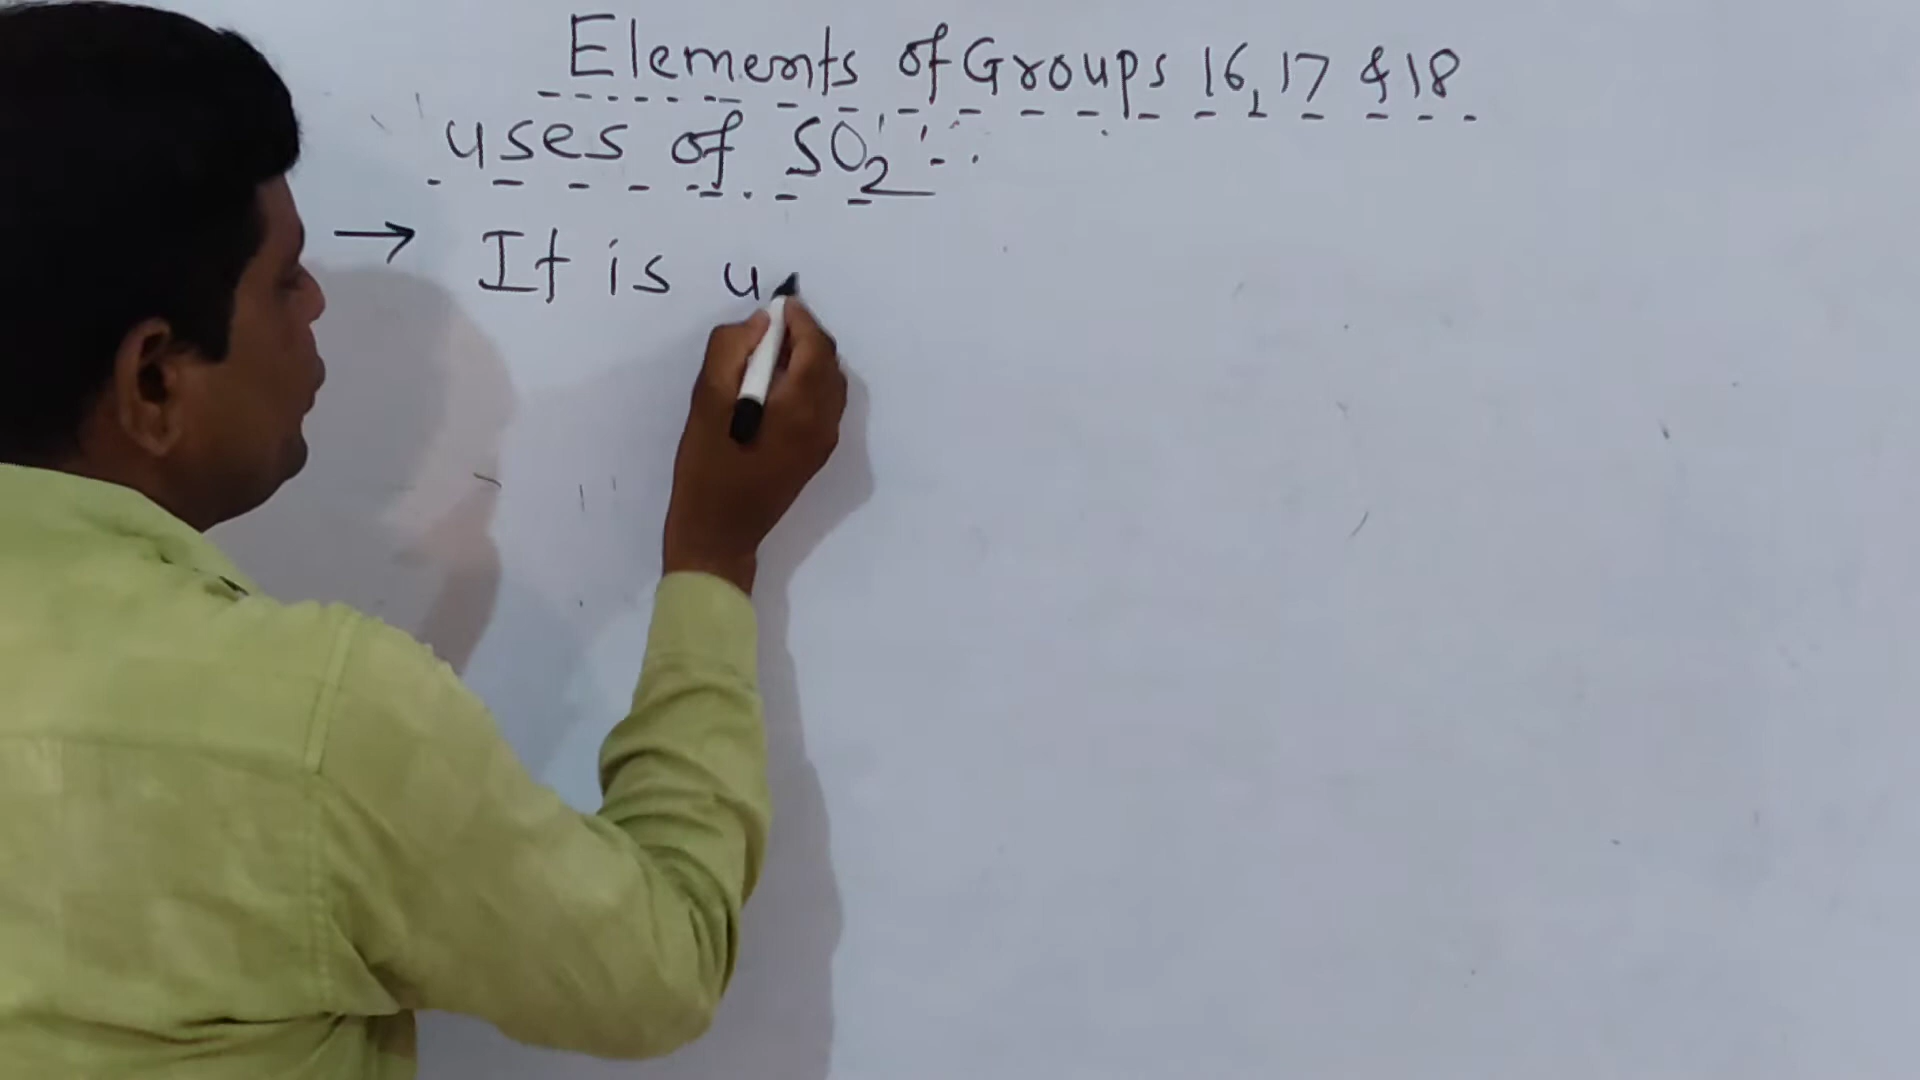 Elements of Groups 16, 17 & 18
uses of SO2:-
→ It is u